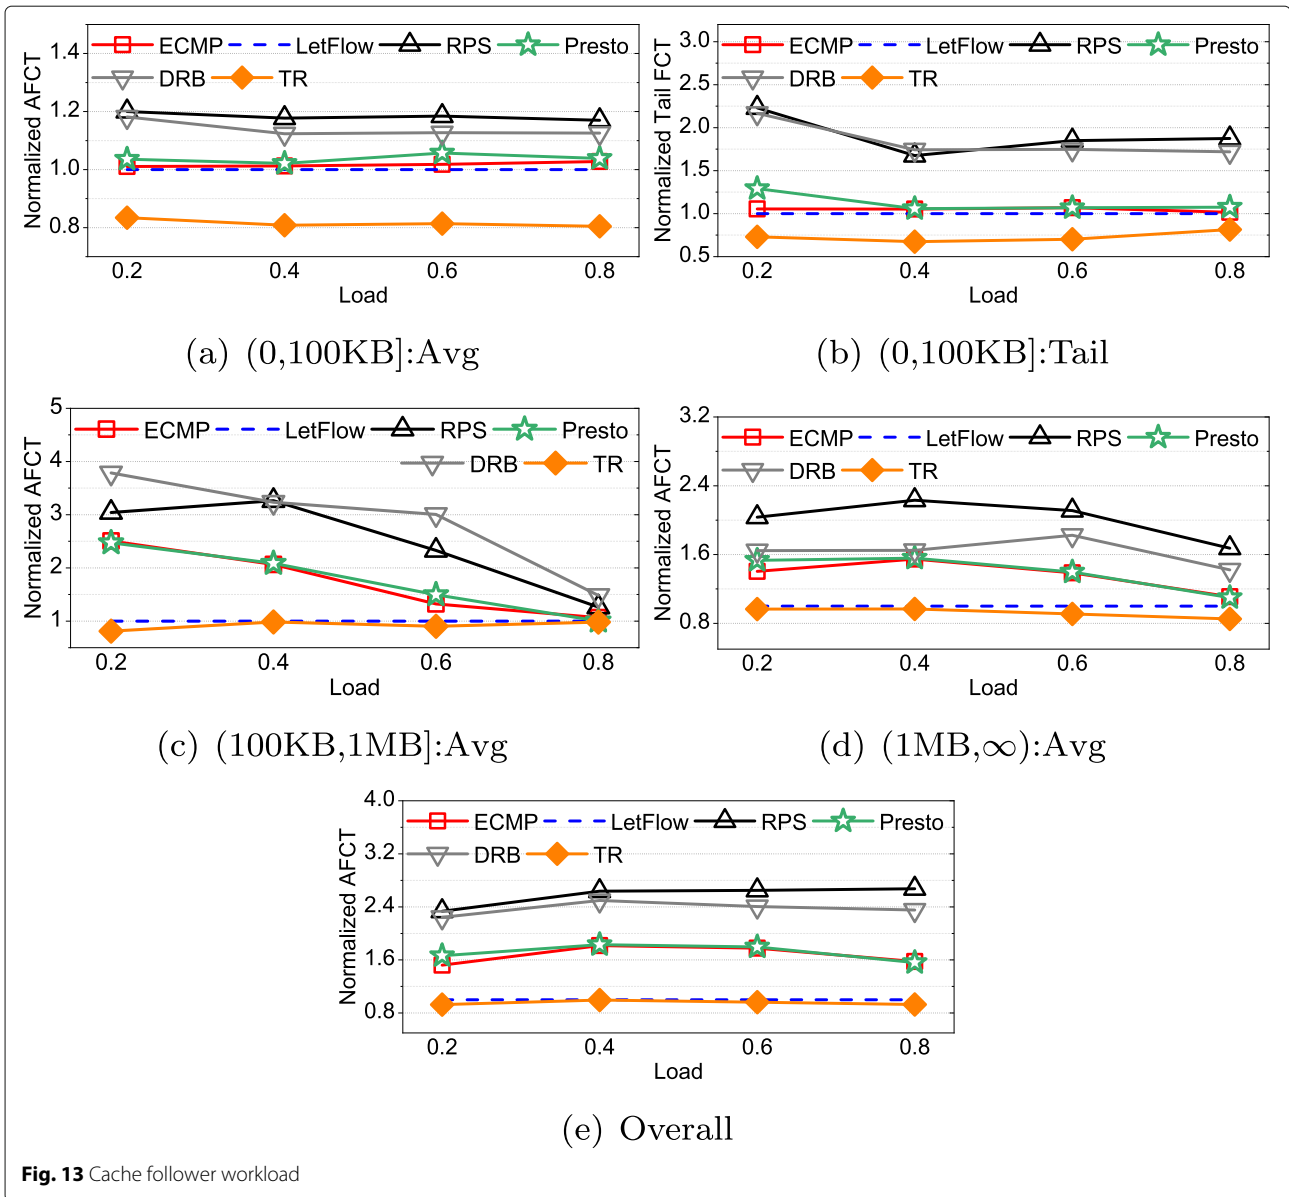 ECMP LetFlow RPS Presto
DRB TR
Normalized AFCT
1.4
1.2
1.0
0.8
0.2 0.4 0.6 0.8
Load
(a) (0,100KB]:Avg
ECMP LetFlow RPS Presto
DRB TR
Normalized Tail FCT
3.0
2.5
2.0
1.5
1.0
0.5
0.2 0.4 0.6 0.8
Load
(b) (0,100KB]:Tail
ECMP LetFlow RPS Presto
DRB TR
Normalized AFCT
5
4
3
2
1
0.2 0.4 0.6 0.8
Load
(c) (100KB,1MB]:Avg
ECMP LetFlow RPS Presto
DRB TR
Normalized AFCT
3.2
2.4
1.6
0.8
0.2 0.4 0.6 0.8
Load
(d) (1MB,∞):Avg
ECMP LetFlow RPS Presto
DRB TR
Normalized AFCT
4.0
3.2
2.4
1.6
0.8
0.2 0.4 0.6 0.8
Load
(e) Overall
Fig. 13 Cache follower workload